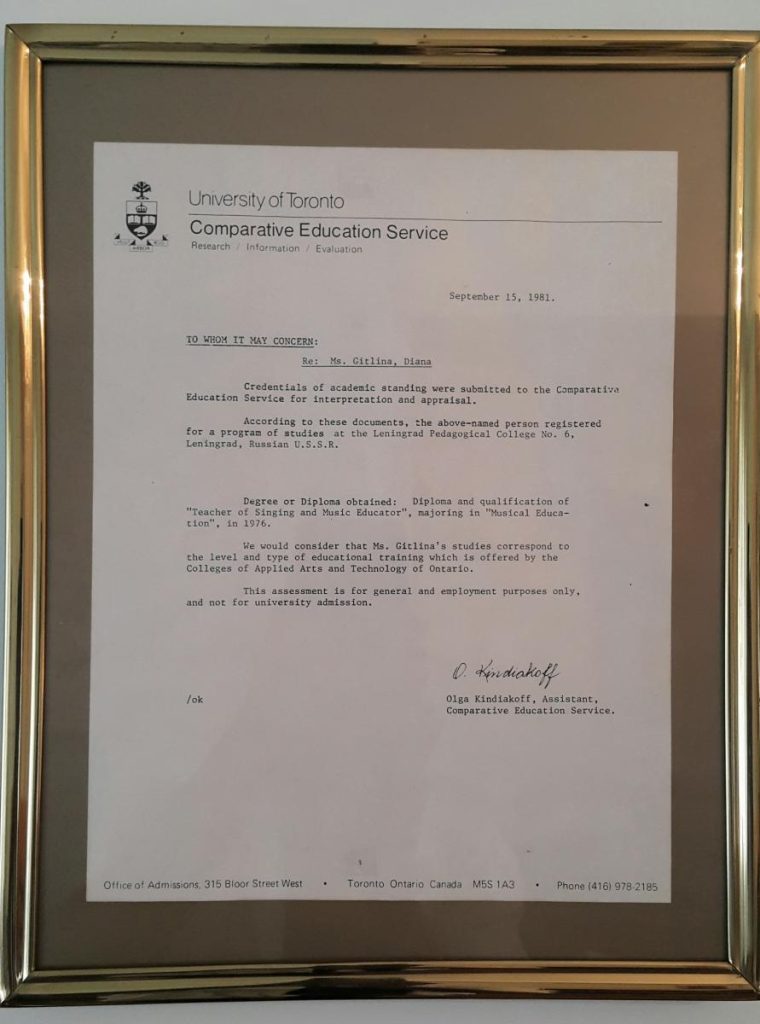 University of Toronto
Comparative Education Service
Research / Information / Evaluation
September 15, 1981.
TO WHOM IT MAY CONCERN:
Re: Ms. Gitlina, Diana
Credentials of academic standing were submitted to the Comparative
Education Service for interpretation and appraisal.
According to these documents, the above-named person registered
for a program of studies at the Leningrad Pedagogical College No. 6,
Leningrad, Russian U.S.S.R.
Degree or Diploma obtained: Diploma and qualification of
"Teacher of Singing and Music Educator", majoring in "Musical Educa-
tion", in 1976.
We would consider that Ms. Gitlina's studies correspond to
the level and type of educational training which is offered by the
Colleges of Applied Arts and Technology of Ontario.
This assessment is for general and employment purposes only,
and not for university admission.
O. Kindiakoff
/ok
Olga Kindiakoff, Assistant,
Comparative Education Service.
Office of Admissions, 315 Bloor Street West • Toronto Ontario Canada M5S 1A3 • Phone (416) 978-2185